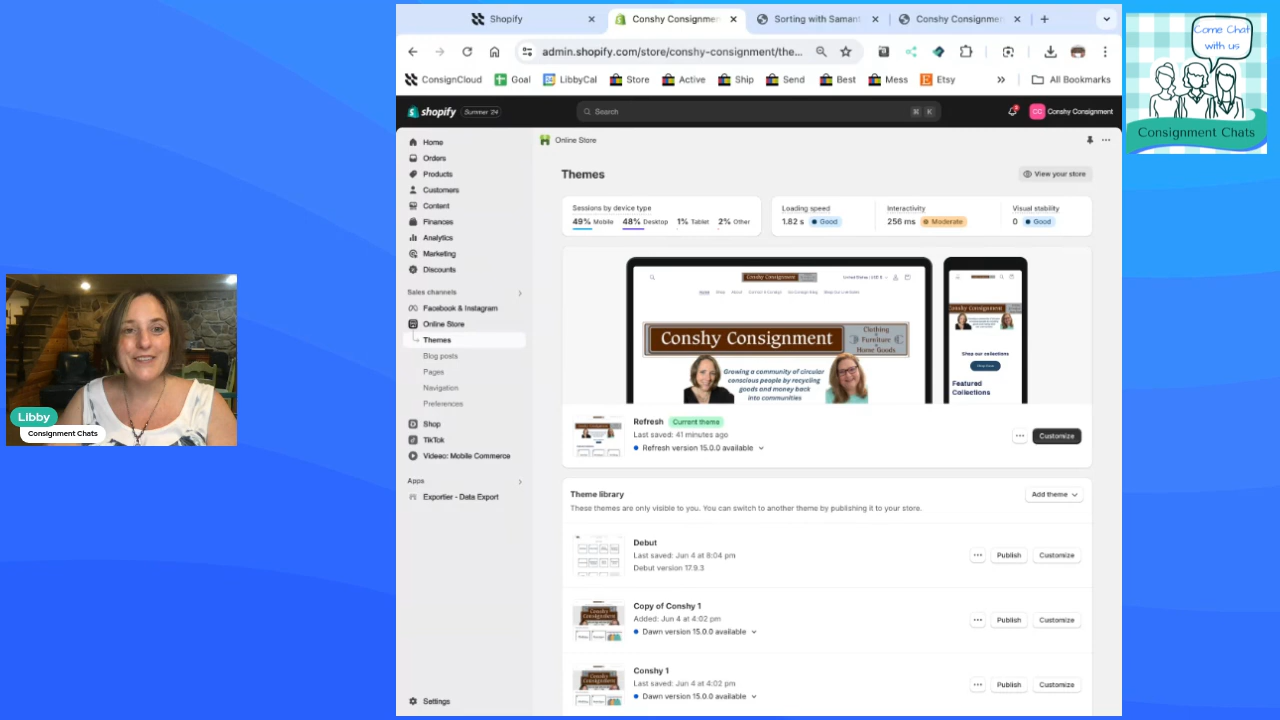 Shopify
Conshy Consignmen
Sorting with Samant
Conshy Consignmen
admin.shopify.com/store/conshy-consignment/the...
ConsignCloud
Goal
LibbyCal
Store
Active
Ship
Send
Best
Mess
Etsy
All Bookmarks
Come Chat
with us
Consignment Chats
shopify
Summer '24
Search
K
CC
Conshy Consignment
Home
Orders
Products
Customers
Content
Finances
Analytics
Marketing
Discounts
Sales channels
Facebook & Instagram
Online Store
Themes
Blog posts
Pages
Navigation
Preferences
Shop
TikTok
Videeo: Mobile Commerce
Apps
Exportier - Data Export
Settings
Online Store
Themes
View your store
Sessions by device type
49% Mobile 48% Desktop 1% Tablet 2% Other
Loading speed
1.82 s Good
Interactivity
256 ms Moderate
Visual stability
0 Good
Conshy Consignment
United States | USD $
Home Shop About
Conshy Consignment
Clothing
Furniture
Home Goods
Growing a community of circular
conscious people by recycling
goods and money back
into communities
Shop our collections
Featured
Collections
Refresh Current theme
Last saved: 41 minutes ago
Refresh version 15.0.0 available
Customize
Theme library
Add theme
These themes are only visible to you. You can switch to another theme by publishing it to your store.
Debut
Last saved: Jun 4 at 8:04 pm
Debut version 17.9.3
Publish
Customize
Copy of Conshy 1
Added: Jun 4 at 4:02 pm
Dawn version 15.0.0 available
Publish
Customize
Conshy 1
Last saved: Jun 4 at 4:02 pm
Dawn version 15.0.0 available
Publish
Customize
Libby
Consignment Chats